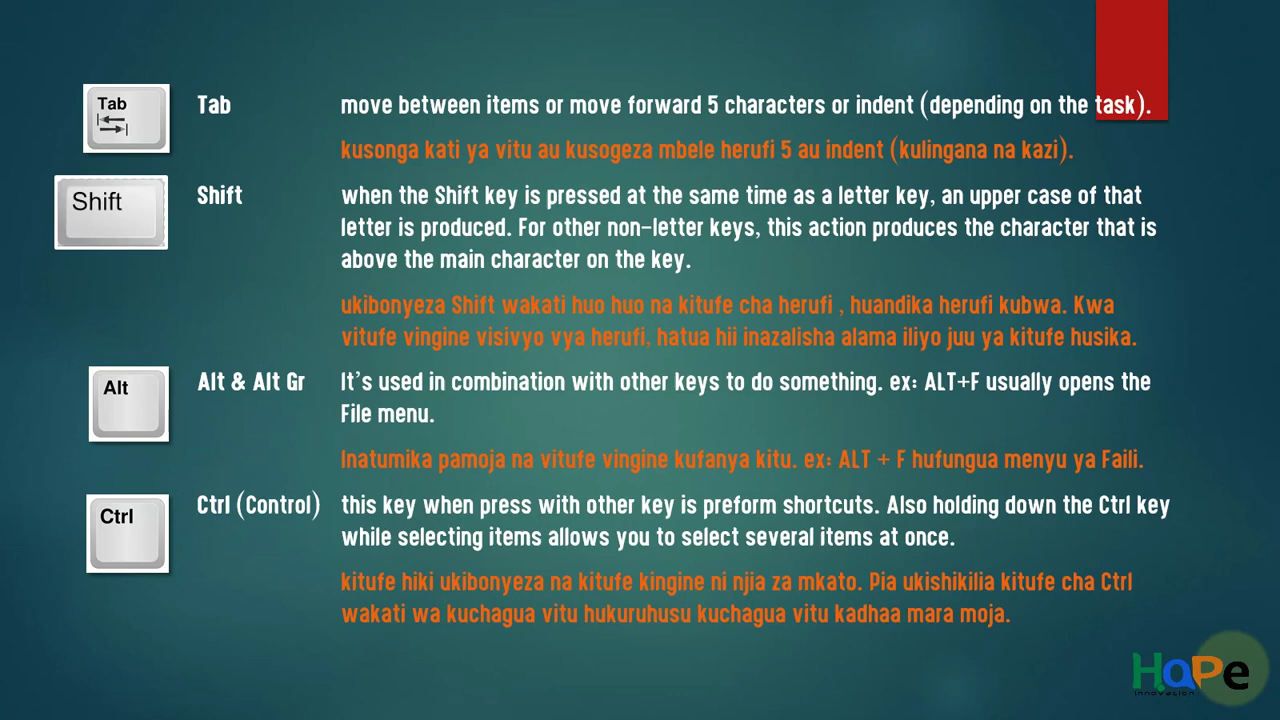 Tab
Tab
move between items or move forward 5 characters or indent (depending on the task).
kusonga kati ya vitu au kusogeza mbele herufi 5 au indent (kulingana na kazi).
Shift
Shift
when the Shift key is pressed at the same time as a letter key, an upper case of that
letter is produced. For other non-letter keys, this action produces the character that is
above the main character on the key.
ukibonyeza Shift wakati huo huo na kitufe cha herufi , huandika herufi kubwa. Kwa
vitufe vingine visivyo vya herufi, hatua hii inazalisha alama iliyo juu ya kitufe husika.
Alt
Alt & Alt Gr
It's used in combination with other keys to do something. ex: ALT+F usually opens the
File menu.
Inatumika pamoja na vitufe vingine kufanya kitu. ex: ALT + F hufungua menyu ya Faili.
Ctrl
Ctrl (Control)
this key when press with other key is preform shortcuts. Also holding down the Ctrl key
while selecting items allows you to select several items at once.
kitufe hiki ukibonyeza na kitufe kingine ni njia za mkato. Pia ukishikilia kitufe cha Ctrl
wakati wa kuchagua vitu hukuruhusu kuchagua vitu kadhaa mara moja.
HaPe
Innovation